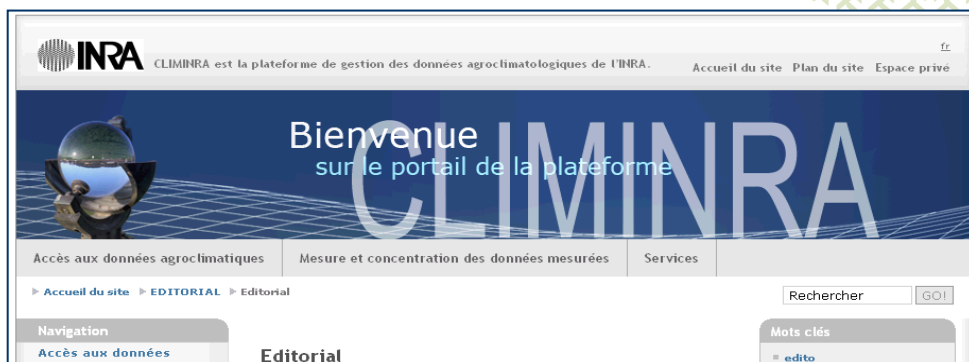 INRA
CLIMINRA est la plateforme de gestion des données agroclimatologiques de l'INRA.
fr
Accueil du site Plan du site Espace privé
Bienvenue
sur le portail de la plateforme
CLIMINRA
Accès aux données agroclimatiques Mesure et concentration des données mesurées Services
Accueil du site EDITORIAL Editorial
Rechercher GO!
Navigation
Mots clés
Accès aux données
Editorial
edito